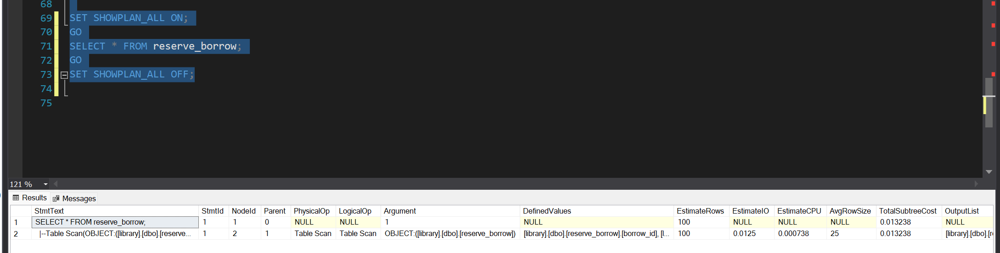 68
69 SET SHOWPLAN_ALL ON;
70 GO
71 SELECT * FROM reserve_borrow;
72 GO
73 SET SHOWPLAN_ALL OFF;
74
75
121 %
Results Messages
StmtText StmtId NodeId Parent PhysicalOp LogicalOp Argument DefinedValues EstimateRows EstimateIO EstimateCPU AvgRowSize TotalSubtreeCost OutputList
1 SELECT * FROM reserve_borrow; 1 1 0 NULL NULL 1 NULL 100 NULL NULL NULL 0.013238 NULL
2 |--Table Scan(OBJECT:([library].[dbo].[reserve... 1 2 1 Table Scan Table Scan OBJECT:([library].[dbo].[reserve_borrow]) [library].[dbo].[reserve_borrow].[borrow_id], [l... 100 0.0125 0.000738 25 0.013238 [library].[dbo].[r